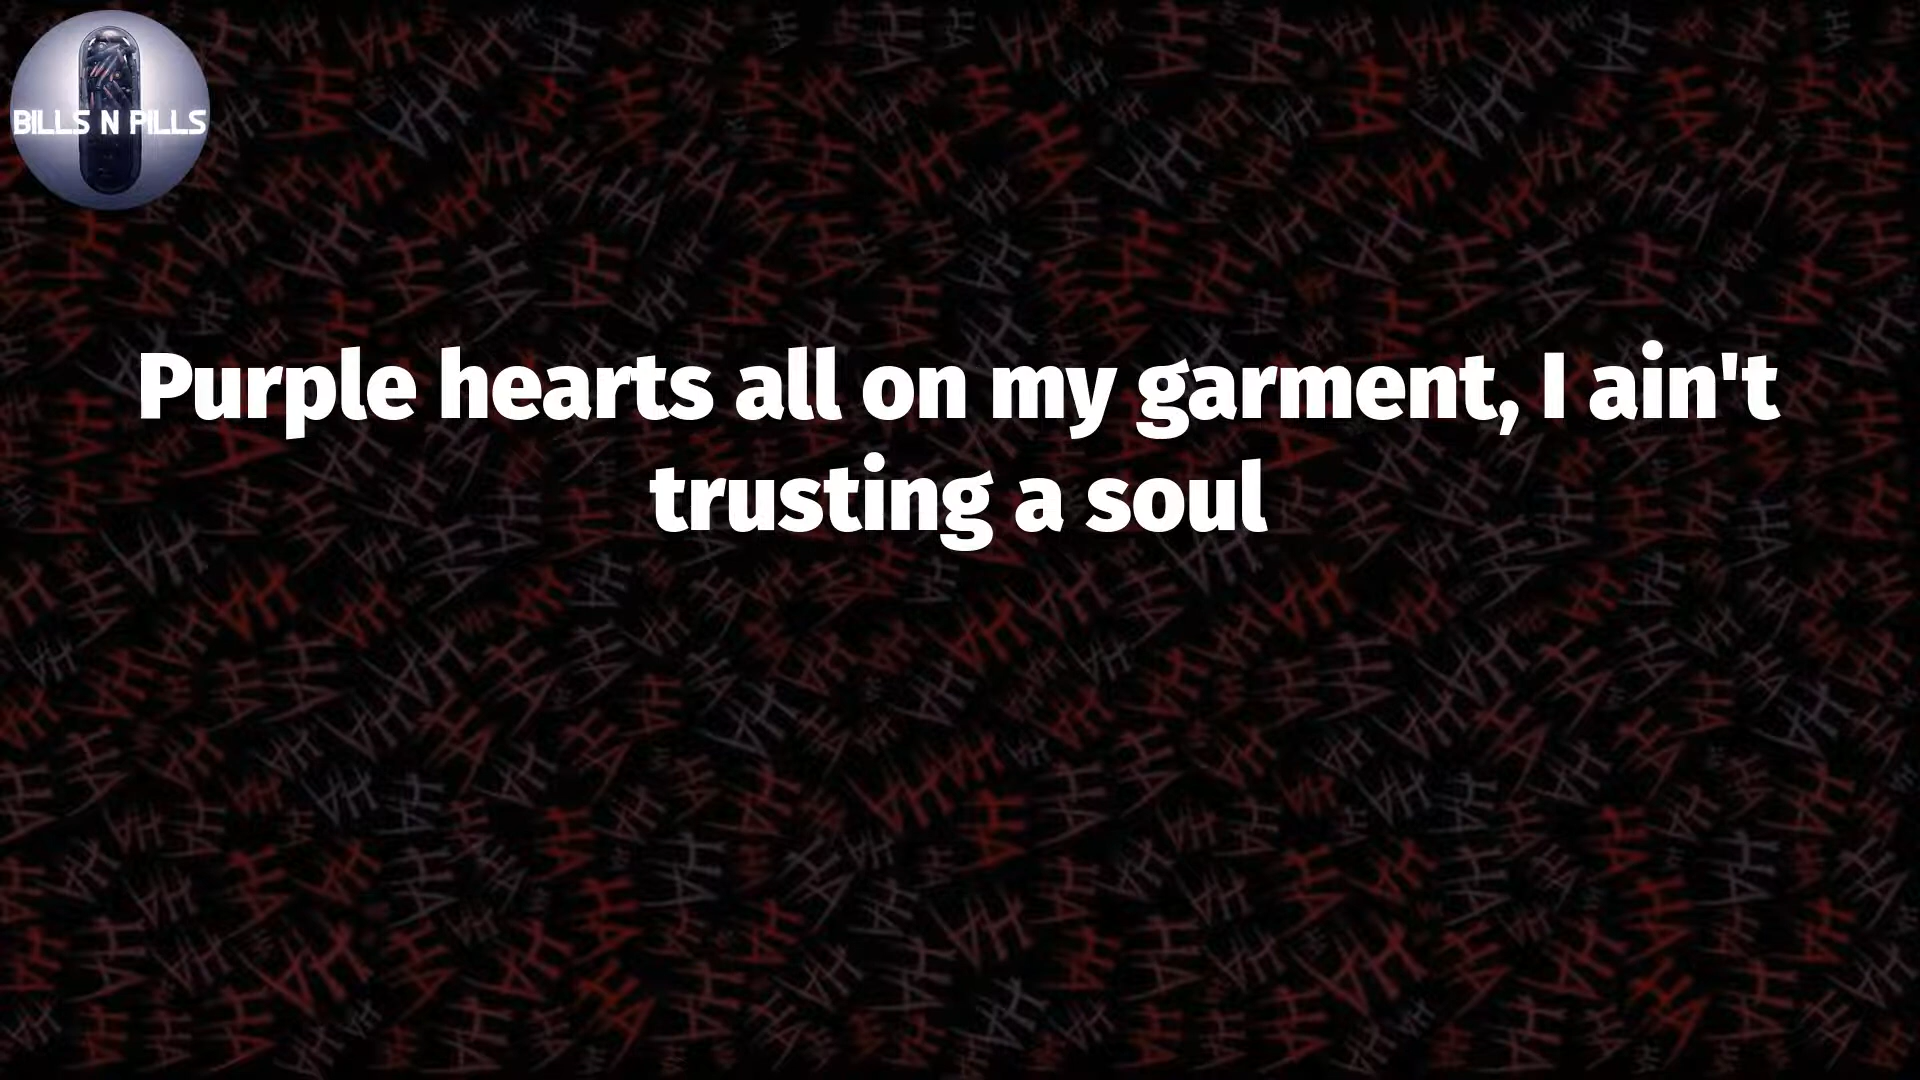 BILLS N PILLS
Purple hearts all on my garment, I ain't
trusting a soul